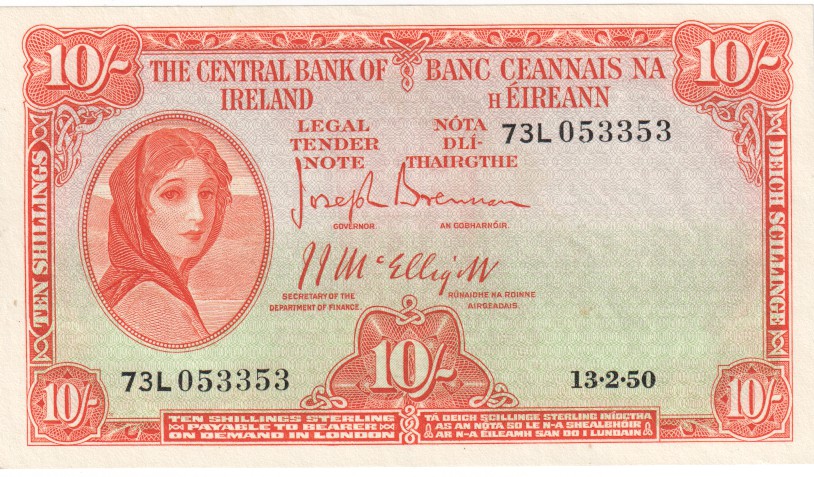 10/-
10/-
THE CENTRAL BANK OF
IRELAND
BANC CEANNAIS NA
H ÉIREANN
LEGAL
TENDER
NOTE
NÓTA
DLÍ-
THAIRGTHE
73L 053353
Joseph Brennan
GOVERNOR
AN GOBHARNÓIR.
J J McElligott
SECRETARY OF THE
DEPARTMENT OF FINANCE.
RÚNAIDHE NA ROINNE
AIRGEADAIS.
TEN SHILLINGS
DEICH SCILLINGE
73L 053353
10/-
13·2·50
10/-
10/-
TEN SHILLINGS STERLING
PAYABLE TO BEARER
ON DEMAND IN LONDON
TÁ DEICH SCILLINGE STERLING INÍOCTHA
AS AN NÓTA SO LE N-A SHEALBHÓIR
AR N-A ÉILEAMH SAN DO I LUNDAIN